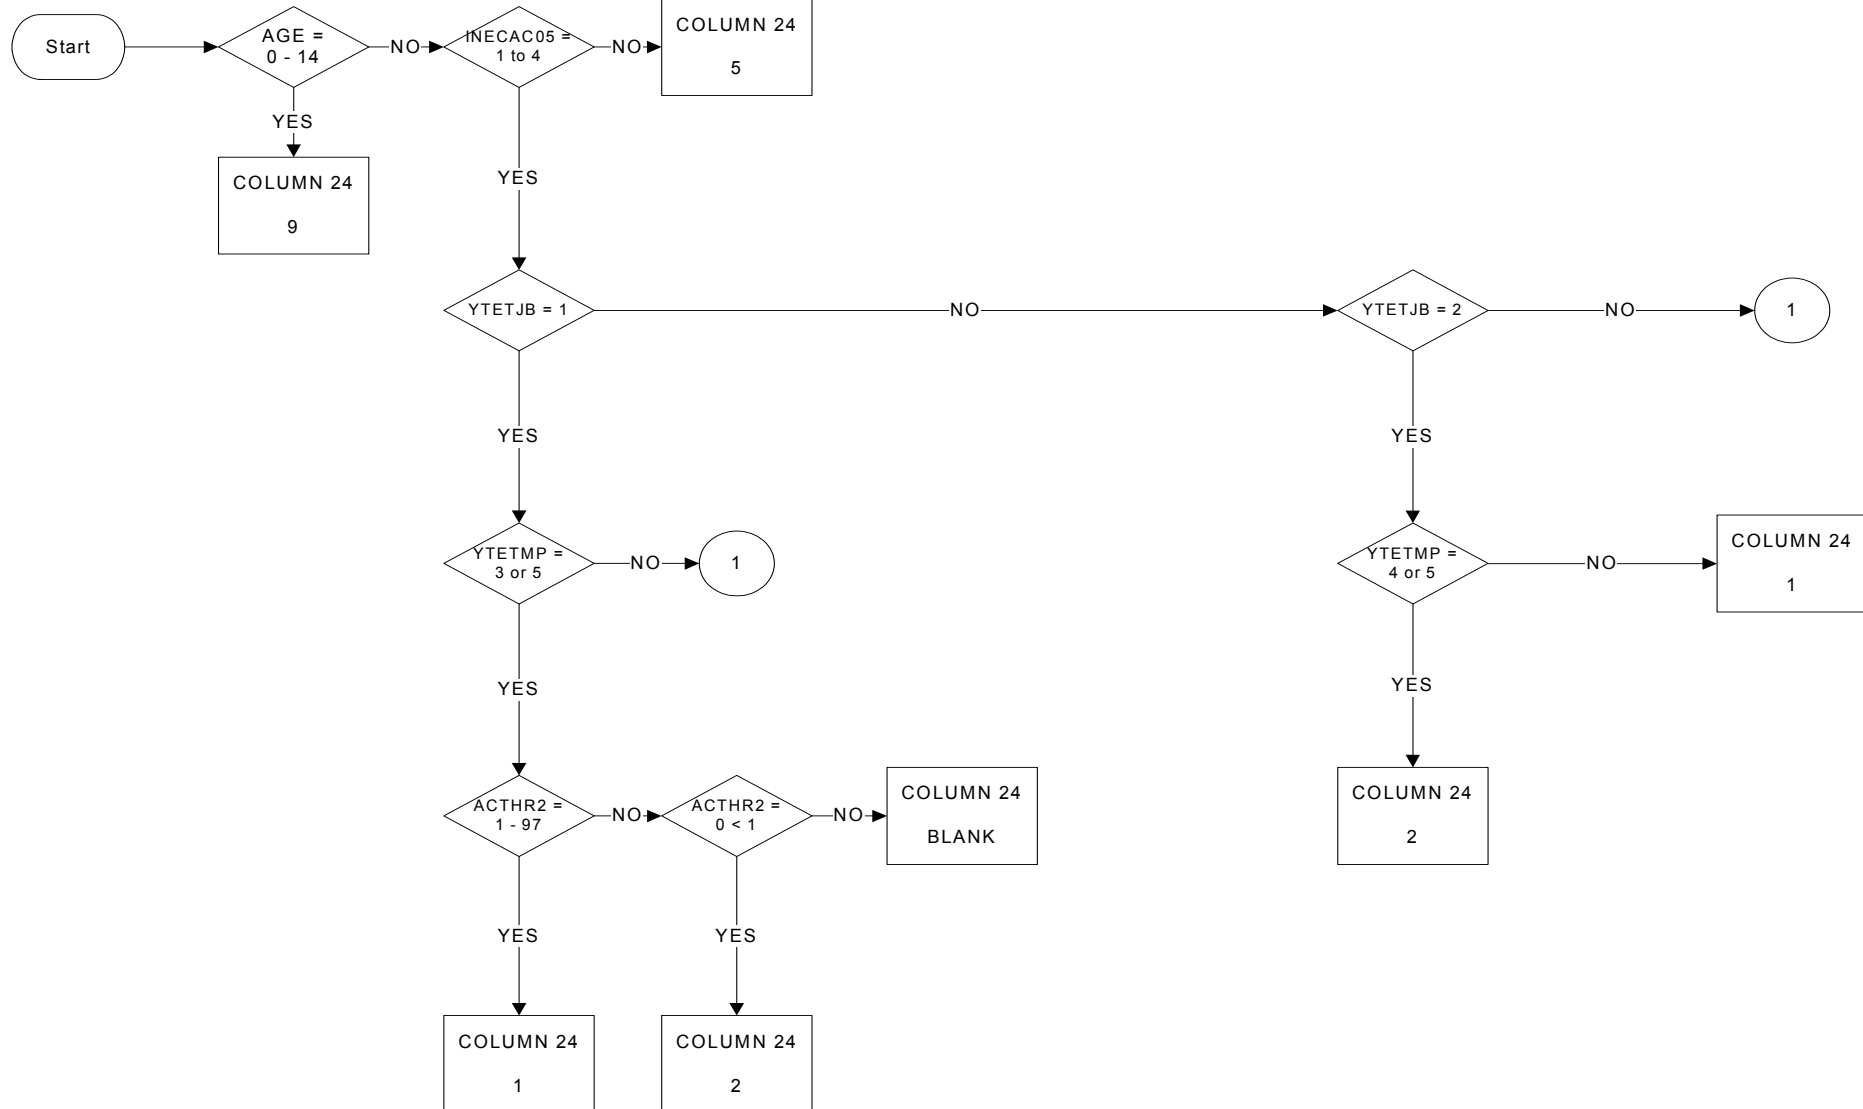 Start
AGE =
0 - 14
NO
INECAC05 =
1 to 4
NO
COLUMN 24
5
YES
COLUMN 24
9
YES
YTETJB = 1
NO
YTETJB = 2
NO
1
YES
YES
YTETMP =
3 or 5
NO
1
YTETMP =
4 or 5
NO
COLUMN 24
1
YES
YES
ACTHR2 =
1 - 97
NO
ACTHR2 =
0 < 1
NO
COLUMN 24
BLANK
COLUMN 24
2
YES
YES
COLUMN 24
1
COLUMN 24
2